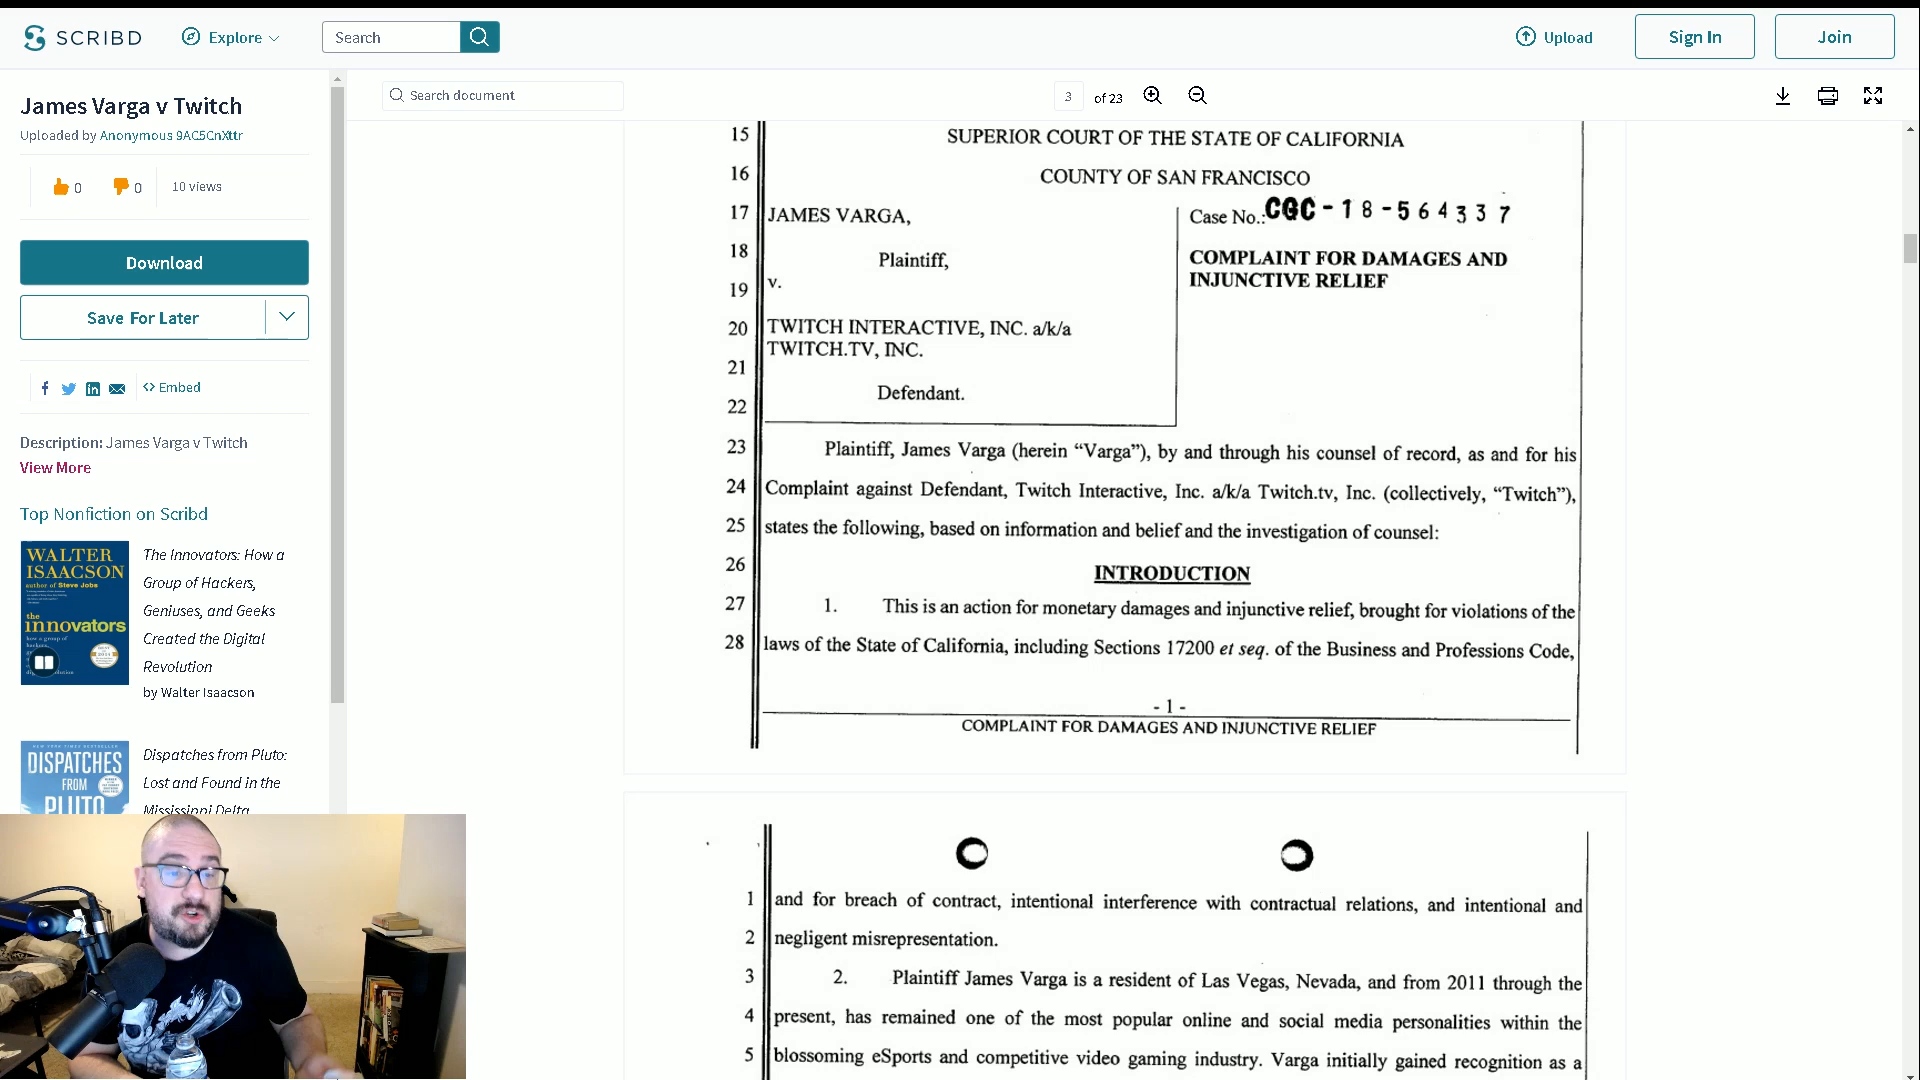 SCRIBD
Explore
Search
Upload
Sign In
Join
James Varga v Twitch
Uploaded by Anonymous 9AC5CnXttr
0
0
10 views
Download
Save For Later
Embed
Description: James Varga v Twitch
View More
Top Nonfiction on Scribd
WALTER
ISAACSON
author of Steve Jobs
the
innovators
The Innovators: How a
Group of Hackers,
Geniuses, and Geeks
Created the Digital
Revolution
by Walter Isaacson
DISPATCHES
FROM
PLUTO
Dispatches from Pluto:
Lost and Found in the
Mississippi Delta
Search document
3 of 23
15 SUPERIOR COURT OF THE STATE OF CALIFORNIA
16 COUNTY OF SAN FRANCISCO
17 JAMES VARGA,
18 Plaintiff,
19 v.
20 TWITCH INTERACTIVE, INC. a/k/a
TWITCH.TV, INC.
21
Defendant.
22
Case No.: CGC-18-564337
COMPLAINT FOR DAMAGES AND
INJUNCTIVE RELIEF
23 Plaintiff, James Varga (herein “Varga”), by and through his counsel of record, as and for his
24 Complaint against Defendant, Twitch Interactive, Inc. a/k/a Twitch.tv, Inc. (collectively, “Twitch”),
25 states the following, based on information and belief and the investigation of counsel:
26 INTRODUCTION
27 1. This is an action for monetary damages and injunctive relief, brought for violations of the
28 laws of the State of California, including Sections 17200 et seq. of the Business and Professions Code,
- 1 -
COMPLAINT FOR DAMAGES AND INJUNCTIVE RELIEF
1 and for breach of contract, intentional interference with contractual relations, and intentional and
2 negligent misrepresentation.
3 2. Plaintiff James Varga is a resident of Las Vegas, Nevada, and from 2011 through the
4 present, has remained one of the most popular online and social media personalities within the
5 blossoming eSports and competitive video gaming industry. Varga initially gained recognition as a